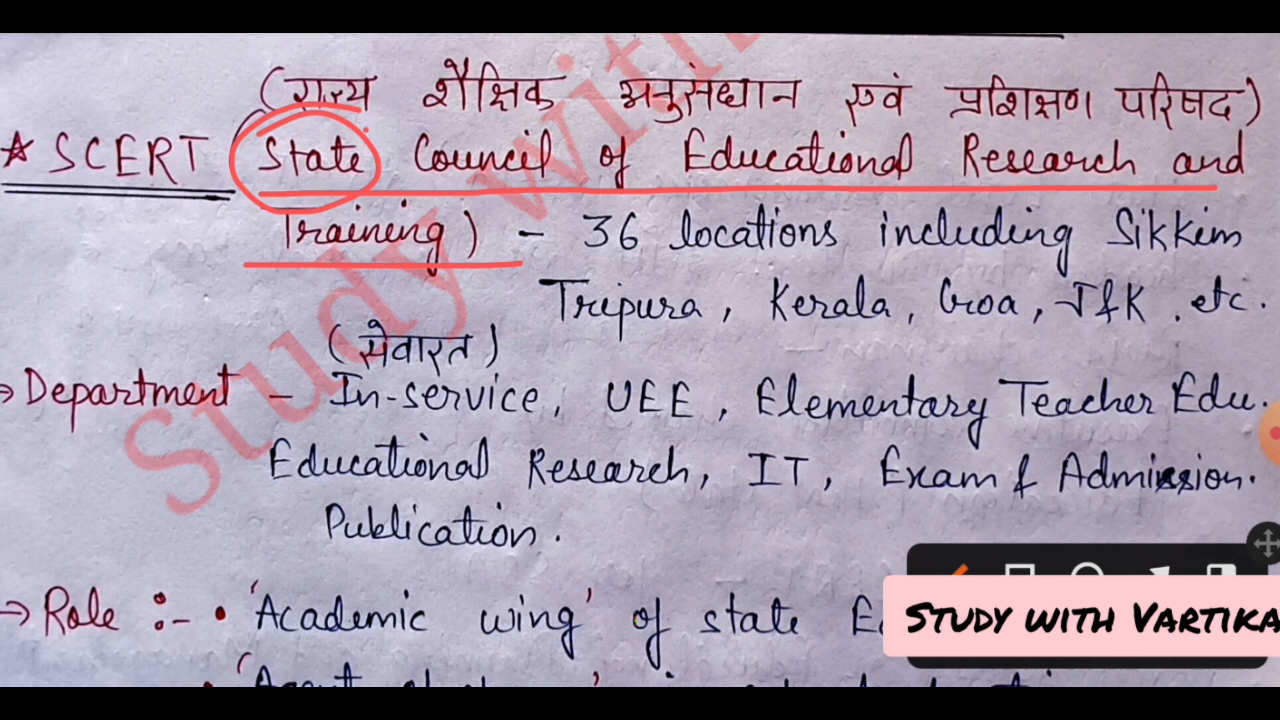 (राज्य शैक्षिक अनुसंधान एवं प्रशिक्षण परिषद)
★ SCERT (State Council of Educational Research and
Training) - 36 locations including Sikkim
Tripura, Kerala, Goa, J&K. etc.
(सेवारत)
→ Department - In-service, UEE, Elementary Teacher Edu.
Educational Research, IT, Exam & Admission.
Publication.
→ Role :- • 'Academic wing' of state
STUDY WITH VARTIKA
Study with